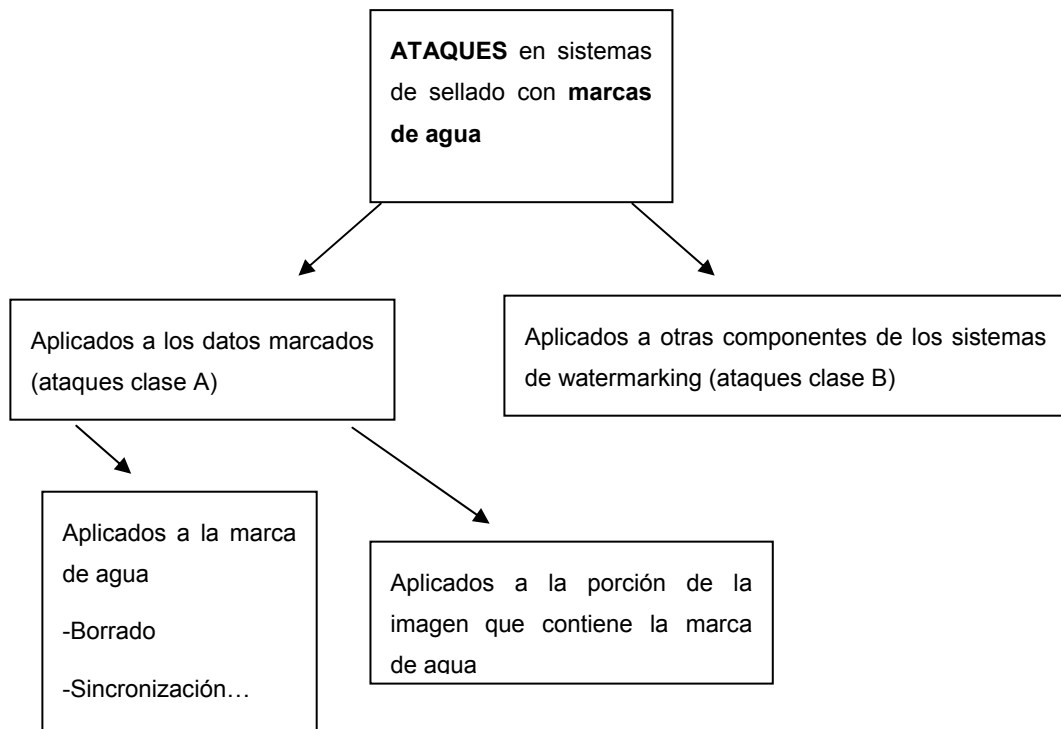 ATAQUES en sistemas
de sellado con marcas
de agua
Aplicados a los datos marcados
(ataques clase A)
Aplicados a otras componentes de los sistemas
de watermarking (ataques clase B)
Aplicados a la marca
de agua
-Borrado
-Sincronización…
Aplicados a la porción de la
imagen que contiene la marca
de agua